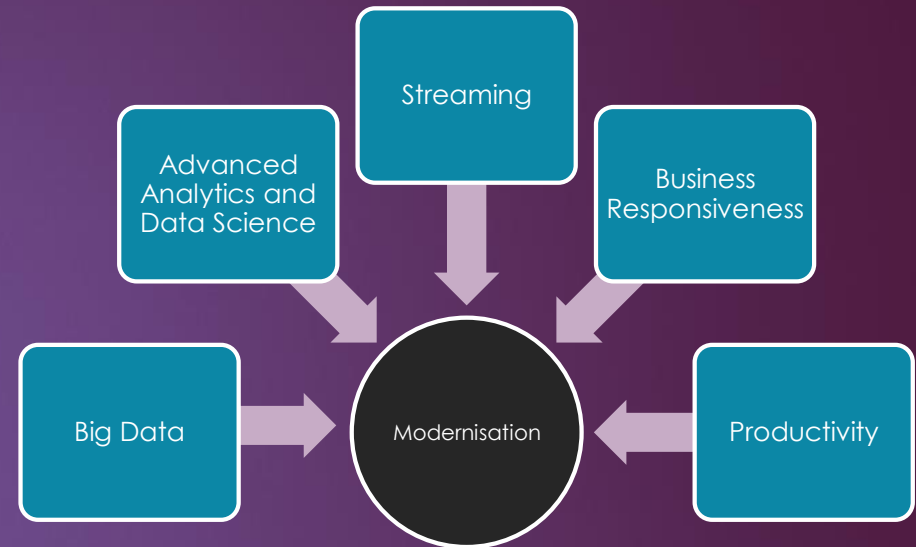 Streaming
Advanced
Analytics and
Data Science
Business
Responsiveness
Big Data
Modernisation
Productivity